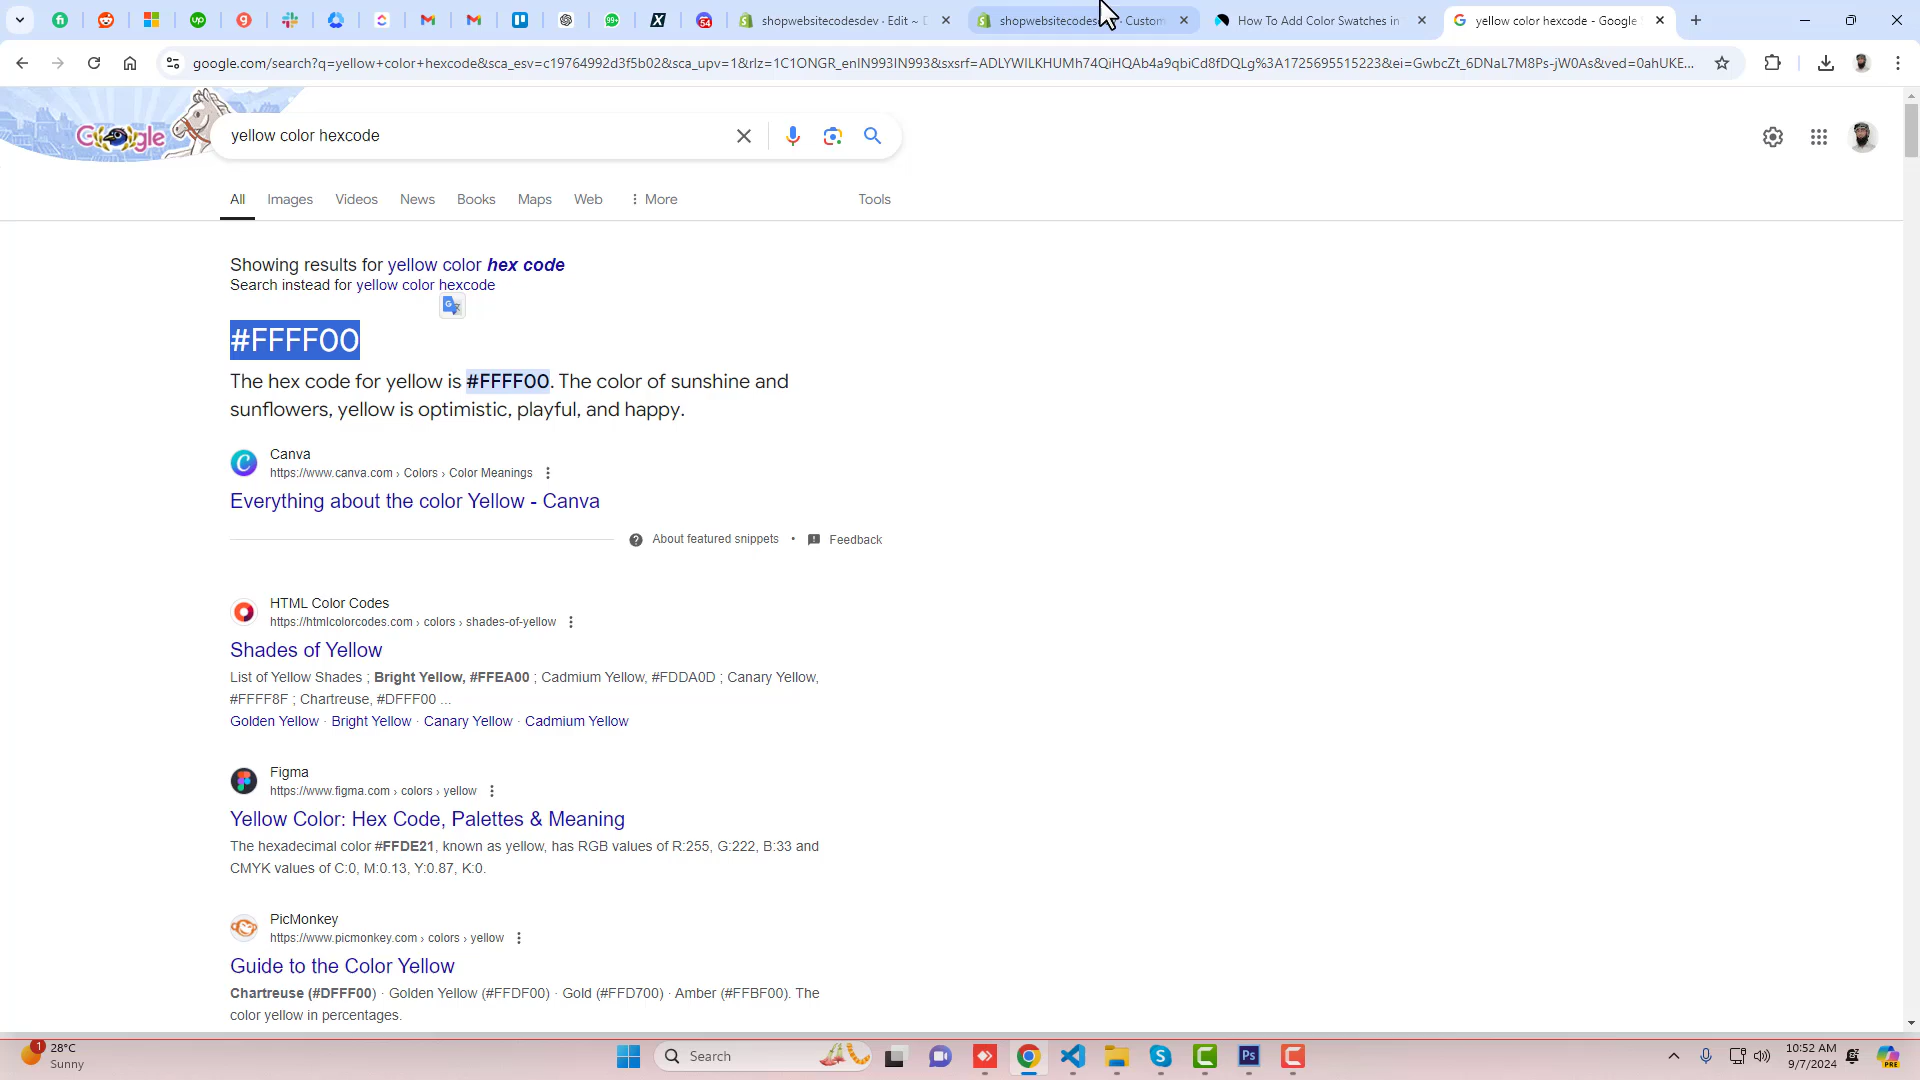 54
shopwebsitecodesdev · Edit ~
shopwebsitecodes
Custom
How To Add Color Swatches in
yellow color hexcode - Google
google.com/search?q=yellow+color+hexcode&sca_esv=c19764992d3f5b02&sca_upv=1&rlz=1C1ONGR_enIN993IN993&sxsrf=ADLYWILKHUMh74QiHQAb4a9qbiCd8fDQLg%3A1725695515223&ei=GwbcZt_6DNaL7M8Ps-jW0As&ved=0ahUKE...
Google
yellow color hexcode
All
Images
Videos
News
Books
Maps
Web
More
Tools
Showing results for yellow color hex code
Search instead for yellow color hexcode
#FFFF00
The hex code for yellow is #FFFF00. The color of sunshine and
sunflowers, yellow is optimistic, playful, and happy.
Canva
https://www.canva.com › Colors › Color Meanings
Everything about the color Yellow - Canva
About featured snippets
•
Feedback
HTML Color Codes
https://htmlcolorcodes.com › colors › shades-of-yellow
Shades of Yellow
List of Yellow Shades ; Bright Yellow, #FFEA00 ; Cadmium Yellow, #FDDA0D ; Canary Yellow,
#FFFF8F ; Chartreuse, #DFFF00 ...
Golden Yellow · Bright Yellow · Canary Yellow · Cadmium Yellow
Figma
https://www.figma.com › colors › yellow
Yellow Color: Hex Code, Palettes & Meaning
The hexadecimal color #FFDE21, known as yellow, has RGB values of R:255, G:222, B:33 and
CMYK values of C:0, M:0.13, Y:0.87, K:0.
PicMonkey
https://www.picmonkey.com › colors › yellow
Guide to the Color Yellow
Chartreuse (#DFFF00) · Golden Yellow (#FFDF00) · Gold (#FFD700) · Amber (#FFBF00). The
color yellow in percentages.
1
28°C
Sunny
Search
Ps
10:52 AM
9/7/2024
PRE